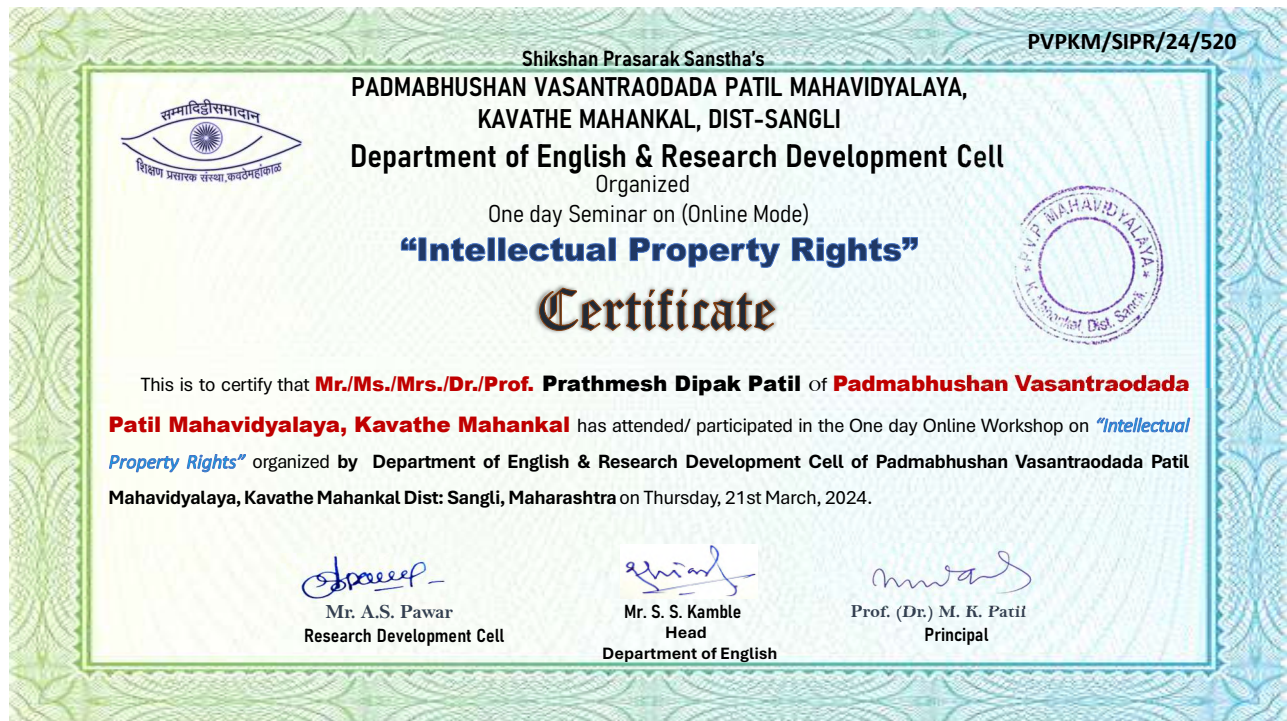 PVPKM/SIPR/24/520
Shikshan Prasarak Sanstha's
PADMABHUSHAN VASANTRAODADA PATIL MAHAVIDYALAYA,
KAVATHE MAHANKAL, DIST-SANGLI
Department of English & Research Development Cell
Organized
One day Seminar on (Online Mode)
“Intellectual Property Rights”
Certificate
सम्मादिट्ठीसमादान
शिक्षण प्रसारक संस्था,कवठेमहांकाळ
P.V.P. MAHAVIDYALAYA
K. Mahankal, Dist. Sangli.
This is to certify that Mr./Ms./Mrs./Dr./Prof. Prathmesh Dipak Patil of Padmabhushan Vasantraodada
Patil Mahavidyalaya, Kavathe Mahankal has attended/ participated in the One day Online Workshop on “Intellectual
Property Rights” organized by Department of English & Research Development Cell of Padmabhushan Vasantraodada Patil
Mahavidyalaya, Kavathe Mahankal Dist: Sangli, Maharashtra on Thursday, 21st March, 2024.
Mr. A.S. Pawar
Research Development Cell
Mr. S. S. Kamble
Head
Department of English
Prof. (Dr.) M. K. Patil
Principal